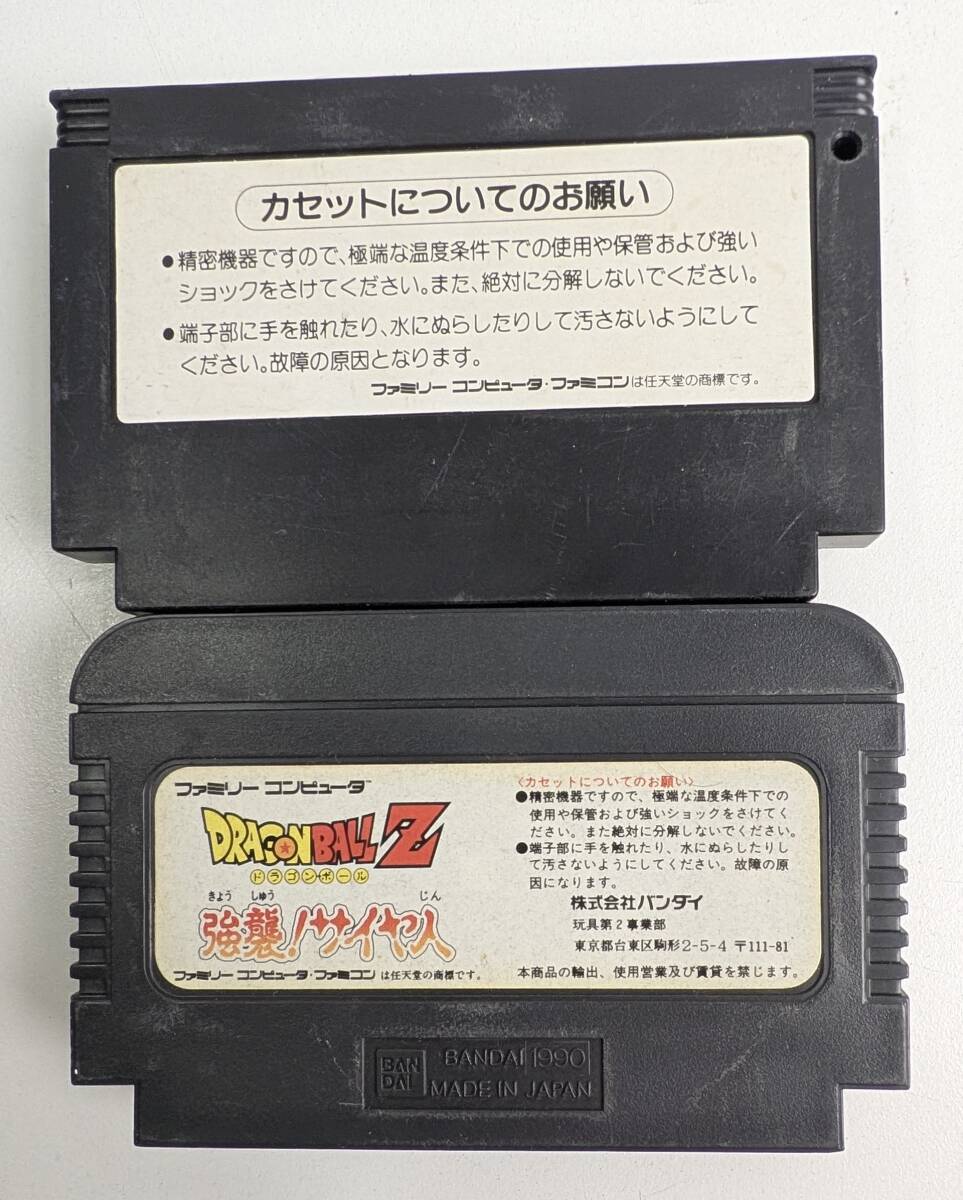 カセットについてのお願い
●精密機器ですので、極端な温度条件下での使用や保管および強い
ショックをさけてください。また、絶対に分解しないでください。
●端子部に手を触れたり、水にぬらしたりして汚さないようにして
ください。故障の原因となります。
ファミリー コンピュータ・ファミコンは任天堂の商標です。
ファミリー コンピュータ™
DRAGON BALL Z
ドラゴンボール
きょう しゅう じん
強襲!サイヤ人
ファミリー コンピュータ・ファミコンは任天堂の商標です。
〈カセットについてのお願い〉
●精密機器ですので、極端な温度条件下での
使用や保管および強いショックをさけてく
ださい。また絶対に分解しないでください。
●端子部に手を触れたり、水にぬらしたりし
て汚さないようにしてください。故障の原
因になります。
株式会社バンダイ
玩具第2事業部
東京都台東区駒形2-5-4 〒111-81
本商品の輸出、使用営業及び賃貸を禁じます。
BAN
DAI
BANDAI 1990
MADE IN JAPAN